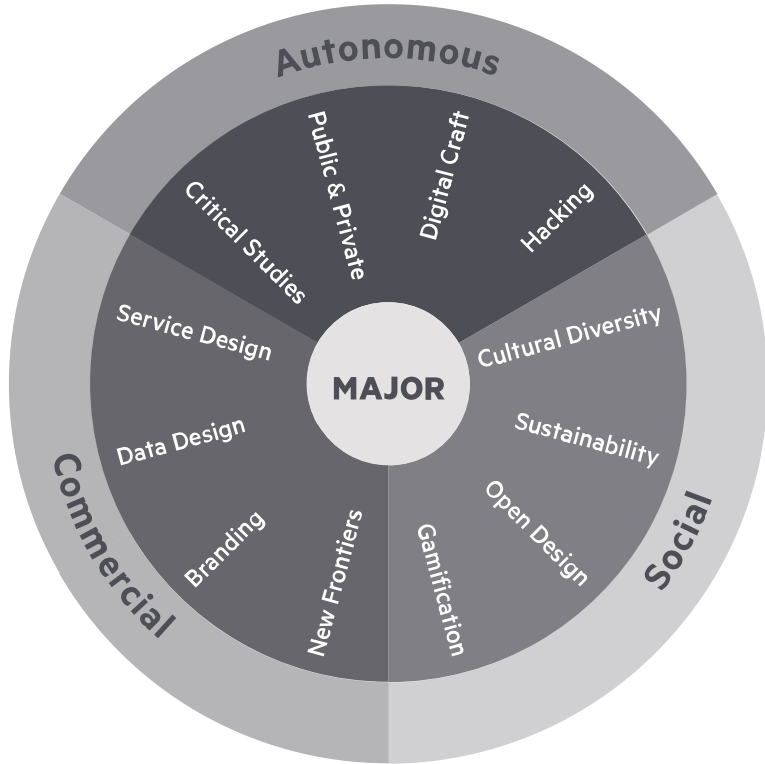 Autonomous
Critical Studies
Public & Private
Digital Craft
Hacking
Service Design
Cultural Diversity
MAJOR
Data Design
Sustainability
Branding
Open Design
New Frontiers
Gamification
Commercial
Social